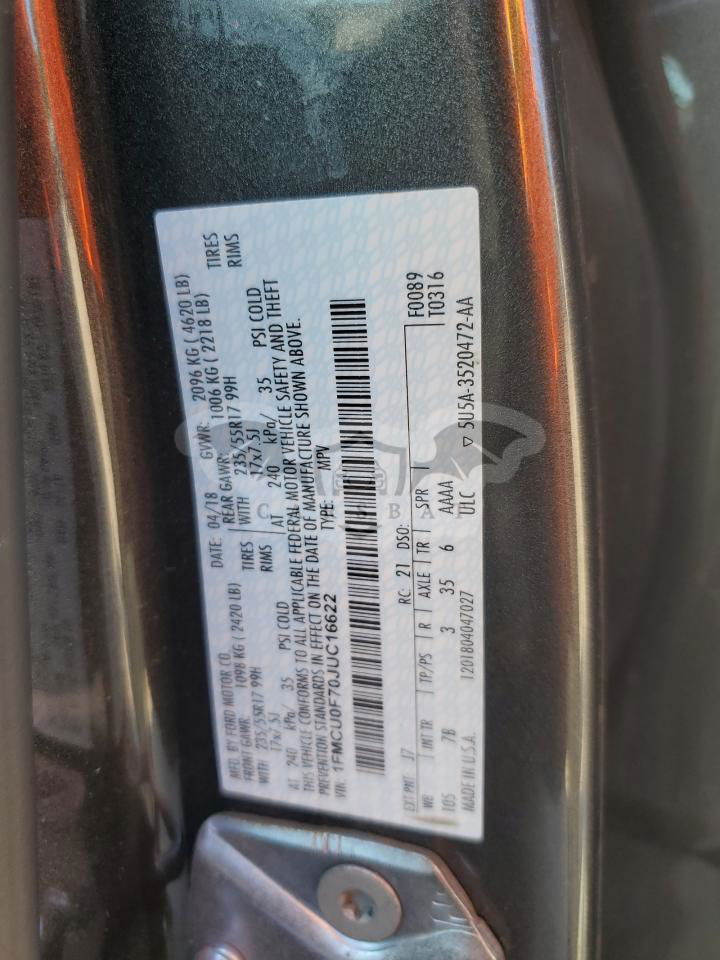 MFD. BY FORD MOTOR CO.
DATE: 04/18 GVWR: 2096 KG ( 4620 LB)
FRONT GAWR: 1098 KG ( 2420 LB) REAR GAWR: 1006 KG ( 2218 LB)
WITH 235/55R17 99H TIRES WITH 235/55R17 99H TIRES
17x7.5J RIMS 17x7.5J RIMS
AT 240 kPa/ 35 PSI COLD AT 240 kPa/ 35 PSI COLD
THIS VEHICLE CONFORMS TO ALL APPLICABLE FEDERAL MOTOR VEHICLE SAFETY AND THEFT
PREVENTION STANDARDS IN EFFECT ON THE DATE OF MANUFACTURE SHOWN ABOVE.
VIN: 1FMCU0F70JUC16622 TYPE: MPV
F0089
T0316
EXT PNT: J7 RC: 21 DSO:
WB INT TR TP/PS R AXLE TR SPR
105 7B 3 35 6 AAAA
MADE IN U.S.A. 1201804047027 ULC ▽ 5U5A-3520472-AA